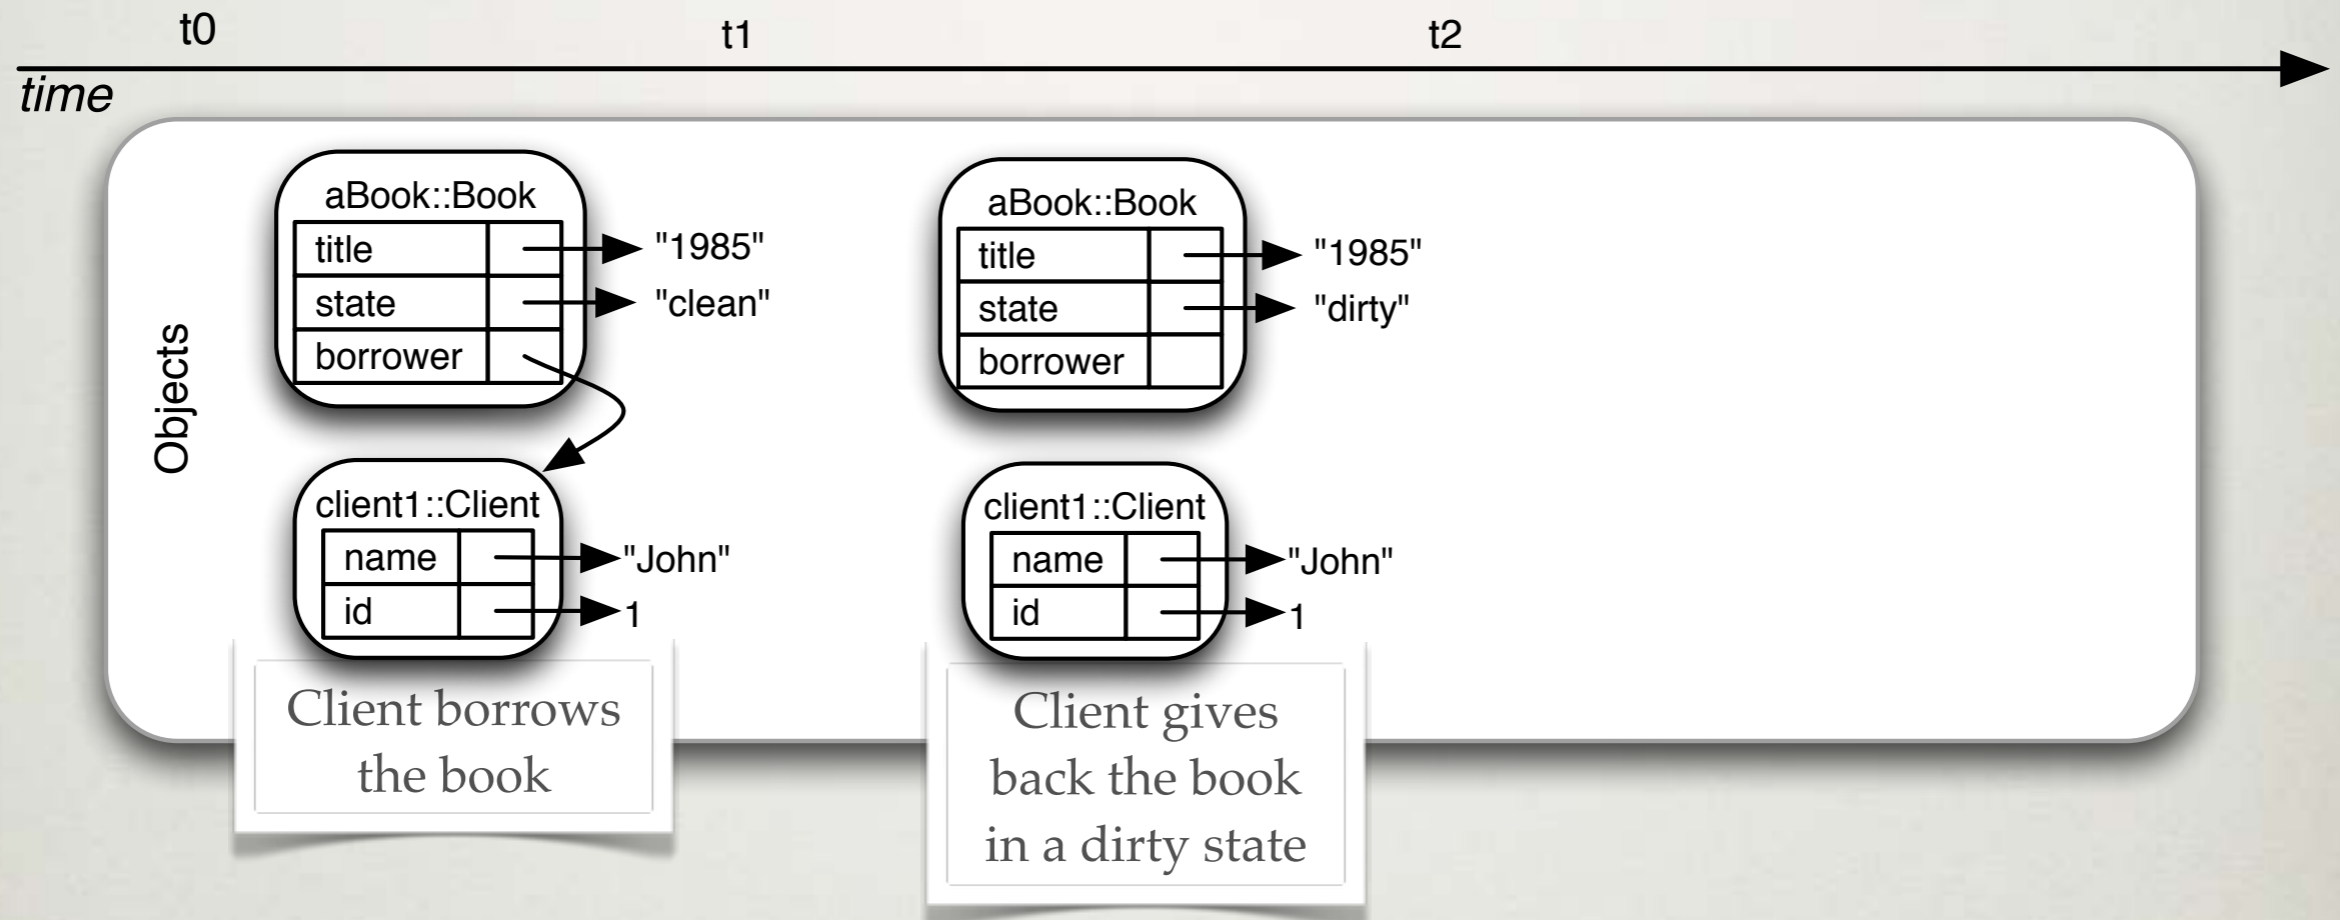 t0
t1
t2
time
Objects
aBook::Book
title
"1985"
state
"clean"
borrower
client1::Client
name
"John"
id
1
Client borrows
the book
aBook::Book
title
"1985"
state
"dirty"
borrower
client1::Client
name
"John"
id
1
Client gives
back the book
in a dirty state